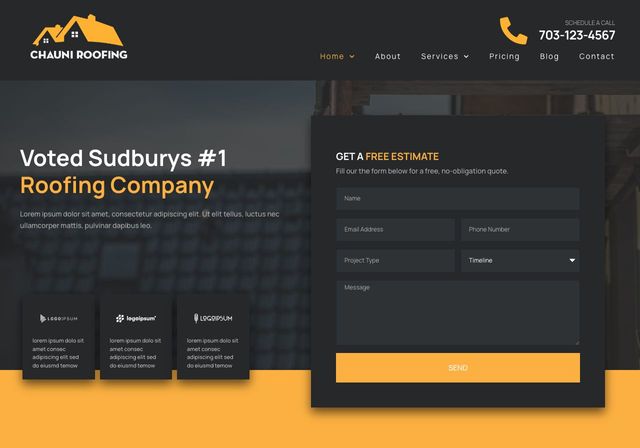 CHAUNI ROOFING
SCHEDULE A CALL
703-123-4567
Home
About
Services
Pricing
Blog
Contact
Voted Sudburys #1
Roofing Company
Lorem ipsum dolor sit amet, consectetur adipiscing elit. Ut elit tellus, luctus nec
ullamcorper mattis, pulvinar dapibus leo.
LOGOIPSUM
lorem ipsum dolo sit
amet consecting
adipiscing elit sed
do eiusmd temow
logoipsum
lorem ipsum dolo sit
amet consecting
adipiscing elit sed
do eiusmd temow
LOGOIPSUM
lorem ipsum dolo sit
amet consecting
adipiscing elit sed
do eiusmd temow
GET A FREE ESTIMATE
Fill our the form below for a free, no-obligation quote.
Name
Email Address
Phone Number
Project Type
Timeline
Message
SEND